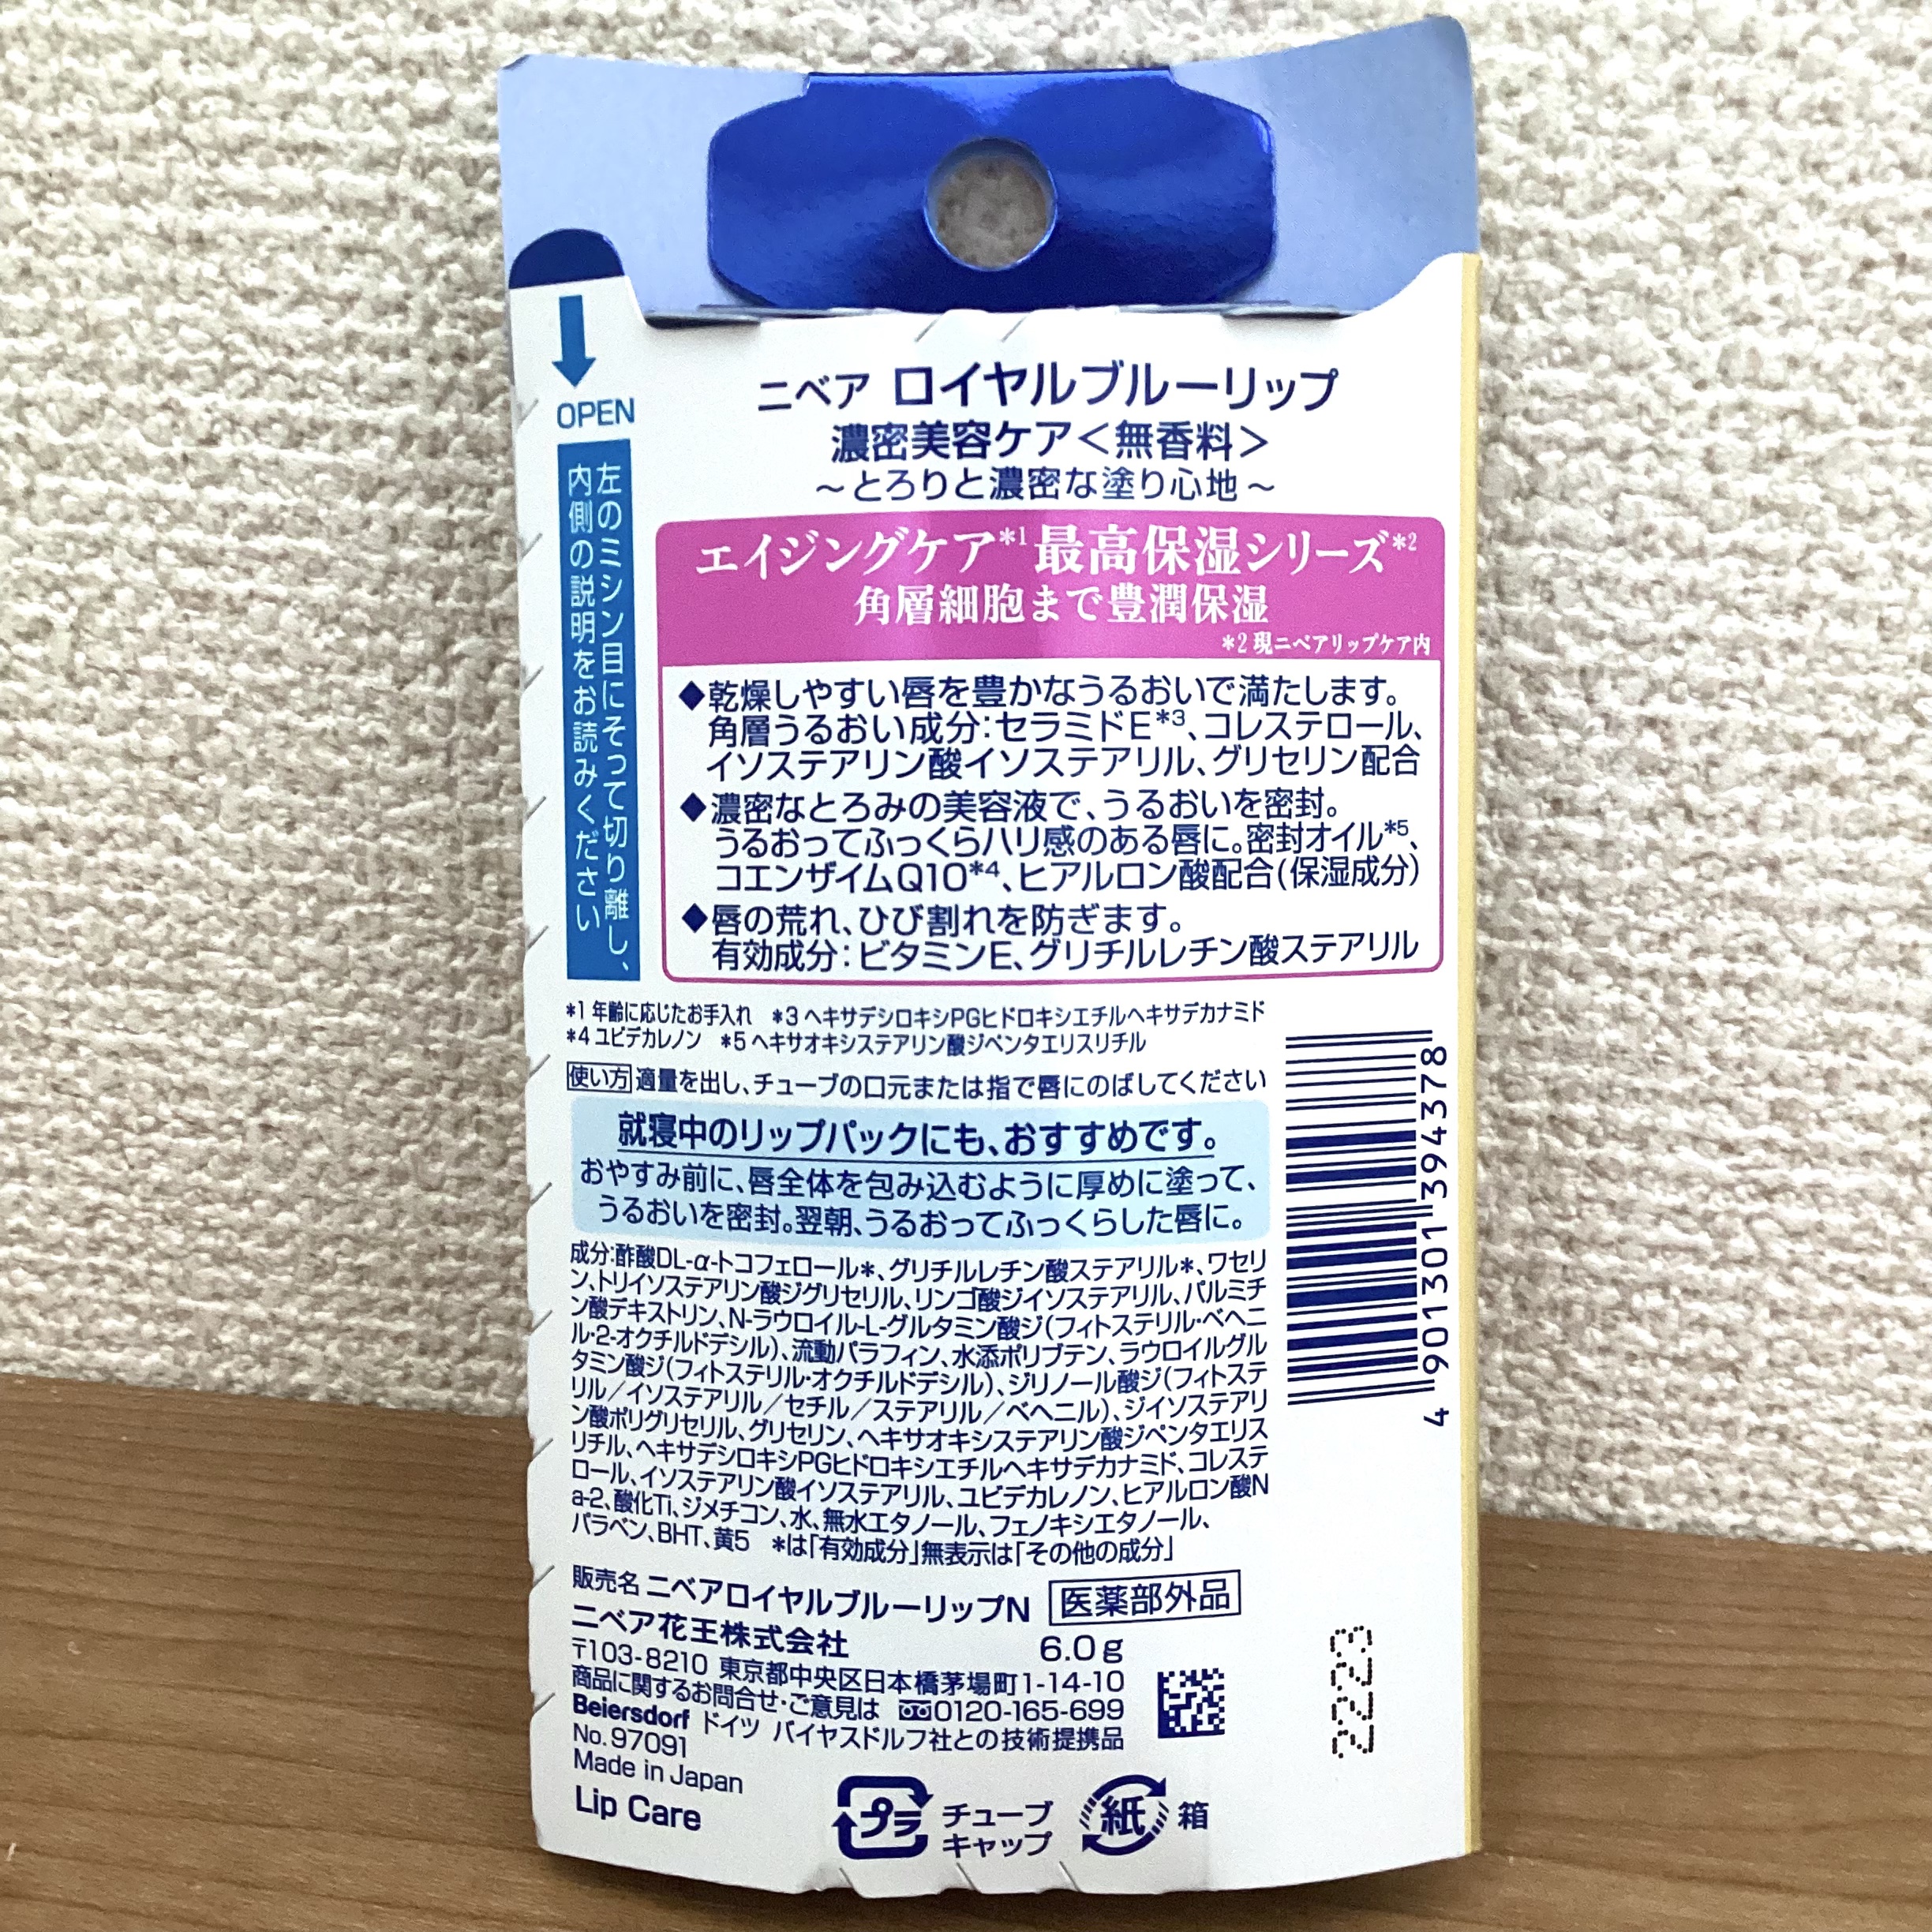 OPEN
左のミシン目にそって切り離し、
内側の説明をお読みください
ニベア ロイヤルブルーリップ
濃密美容ケア＜無香料＞
～とろりと濃密な塗り心地～
エイジングケア*1最高保湿シリーズ*2
角層細胞まで豊潤保湿
*2 現ニベアリップケア内
◆乾燥しやすい唇を豊かなうるおいで満たします。
角層うるおい成分:セラミドE*3、コレステロール、
イソステアリン酸イソステアリル、グリセリン配合
◆濃密なとろみの美容液で、うるおいを密封。
うるおってふっくらハリ感のある唇に。密封オイル*5、
コエンザイムQ10*4、ヒアルロン酸配合(保湿成分)
◆唇の荒れ、ひび割れを防ぎます。
有効成分:ビタミンE、グリチルレチン酸ステアリル
*1 年齢に応じたお手入れ *3 ヘキサデシロキシPGヒドロキシエチルヘキサデカナミド
*4 ユビデカレノン *5 ヘキサオキシステアリン酸ジペンタエリスリチル
使い方 適量を出し、チューブの口元または指で唇にのばしてください
就寝中のリップパックにも、おすすめです。
おやすみ前に、唇全体を包み込むように厚めに塗って、
うるおいを密封。翌朝、うるおってふっくらした唇に。
成分:酢酸DL-α-トコフェロール*、グリチルレチン酸ステアリル*、ワセリ
ン、トリイソステアリン酸ジグリセリル、リンゴ酸ジイソステアリル、パルミチ
ン酸デキストリン、N-ラウロイル-L-グルタミン酸ジ(フィトステリル・ベヘニ
ル・2-オクチルドデシル)、流動パラフィン、水添ポリブテン、ラウロイルグル
タミン酸ジ(フィトステリル・オクチルドデシル)、ジリノール酸ジ(フィトステ
リル／イソステアリル／セチル／ステアリル／ベヘニル)、ジイソステアリ
ン酸ポリグリセリル、グリセリン、ヘキサオキシステアリン酸ジペンタエリス
リチル、ヘキサデシロキシPGヒドロキシエチルヘキサデカナミド、コレステ
ロール、イソステアリン酸イソステアリル、ユビデカレノン、ヒアルロン酸N
a-2、酸化Ti、ジメチコン、水、無水エタノール、フェノキシエタノール、
パラベン、BHT、黄5 *は「有効成分」無表示は「その他の成分」
販売名 ニベアロイヤルブルーリップN 医薬部外品
ニベア花王株式会社 6.0g
〒103-8210 東京都中央区日本橋茅場町1-14-10
商品に関するお問合せ・ご意見は 0120-165-699
Beiersdorf ドイツ バイヤスドルフ社との技術提携品
No.97091
Made in Japan
Lip Care
プラ チューブ
キャップ
紙 箱
4 901301 394378
2223